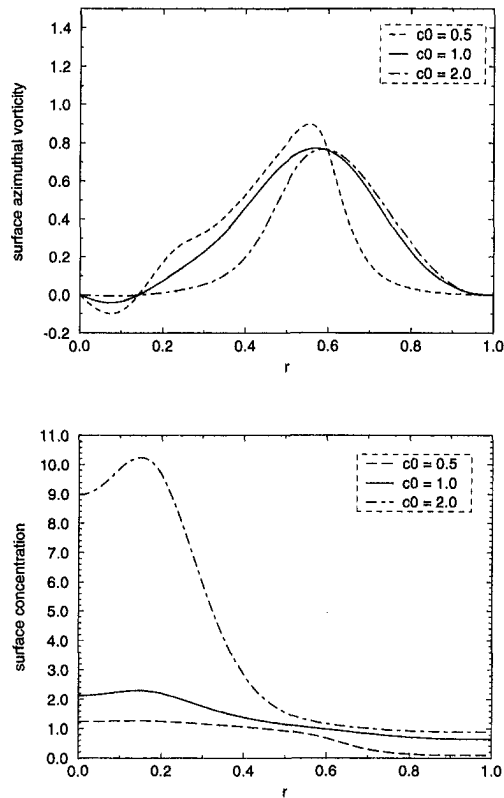 1.4
1.2
1.0
0.8
0.6
0.4
0.2
0.0
-0.2
surface azimuthal vorticity
c0 = 0.5
c0 = 1.0
c0 = 2.0
0.0 0.2 0.4 0.6 0.8 1.0
r
11.0
10.0
9.0
8.0
7.0
6.0
5.0
4.0
3.0
2.0
1.0
0.0
surface concentration
c0 = 0.5
c0 = 1.0
c0 = 2.0
0.0 0.2 0.4 0.6 0.8 1.0
r